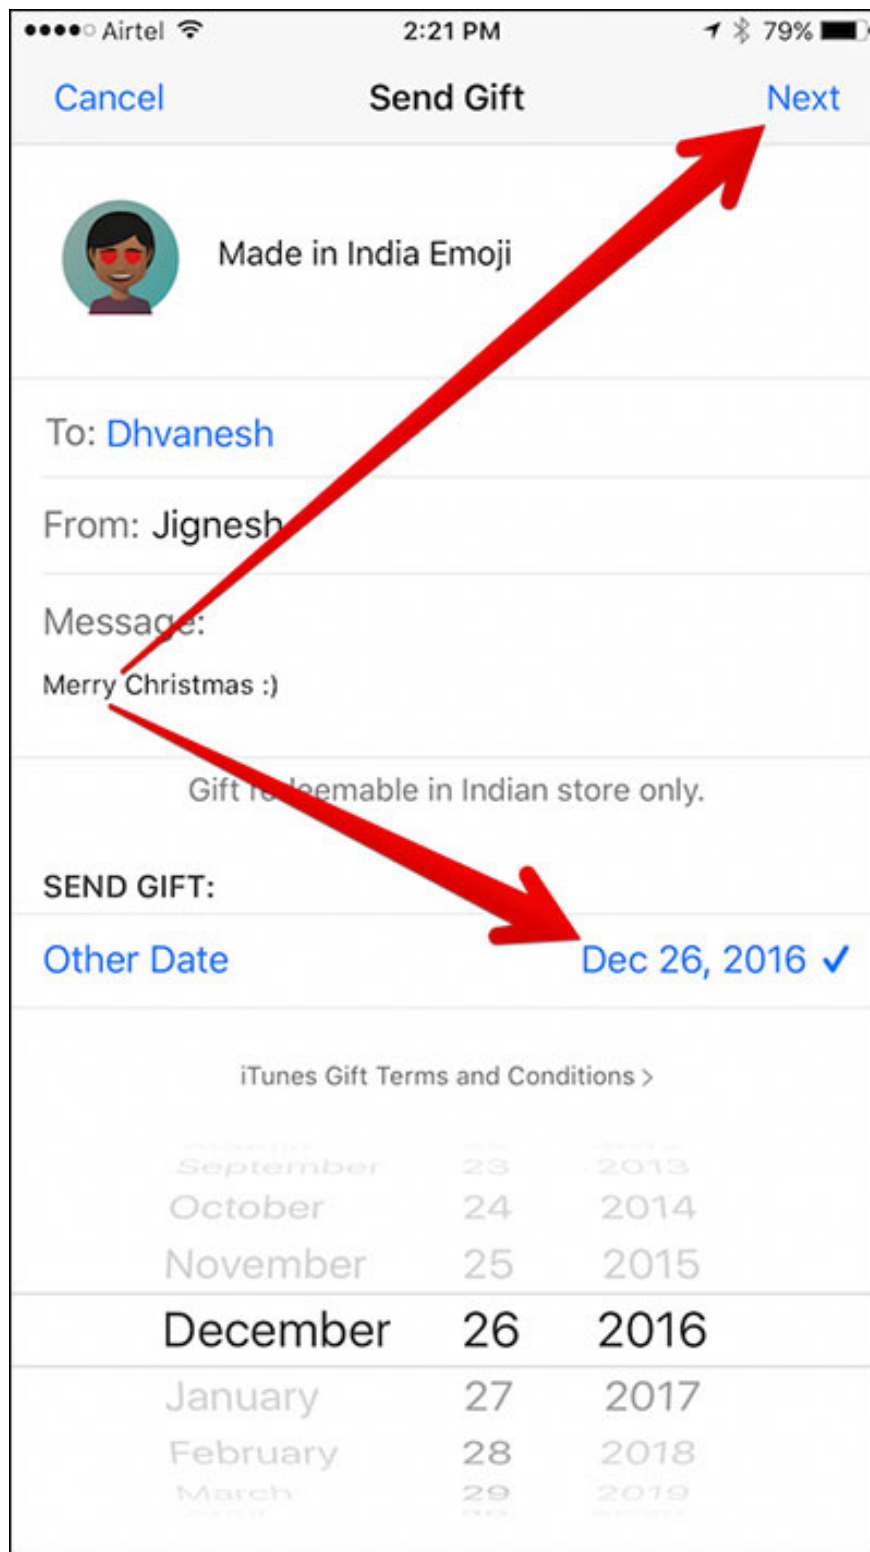 Airtel 2:21 PM 79%
Cancel Send Gift Next
Made in India Emoji
To: Dhvanesh
From: Jignesh
Message:
Merry Christmas :)
Gift redeemable in Indian store only.
SEND GIFT:
Other Date Dec 26, 2016 ✓
iTunes Gift Terms and Conditions >
September 23 2013
October 24 2014
November 25 2015
December 26 2016
January 27 2017
February 28 2018
March 29 2019